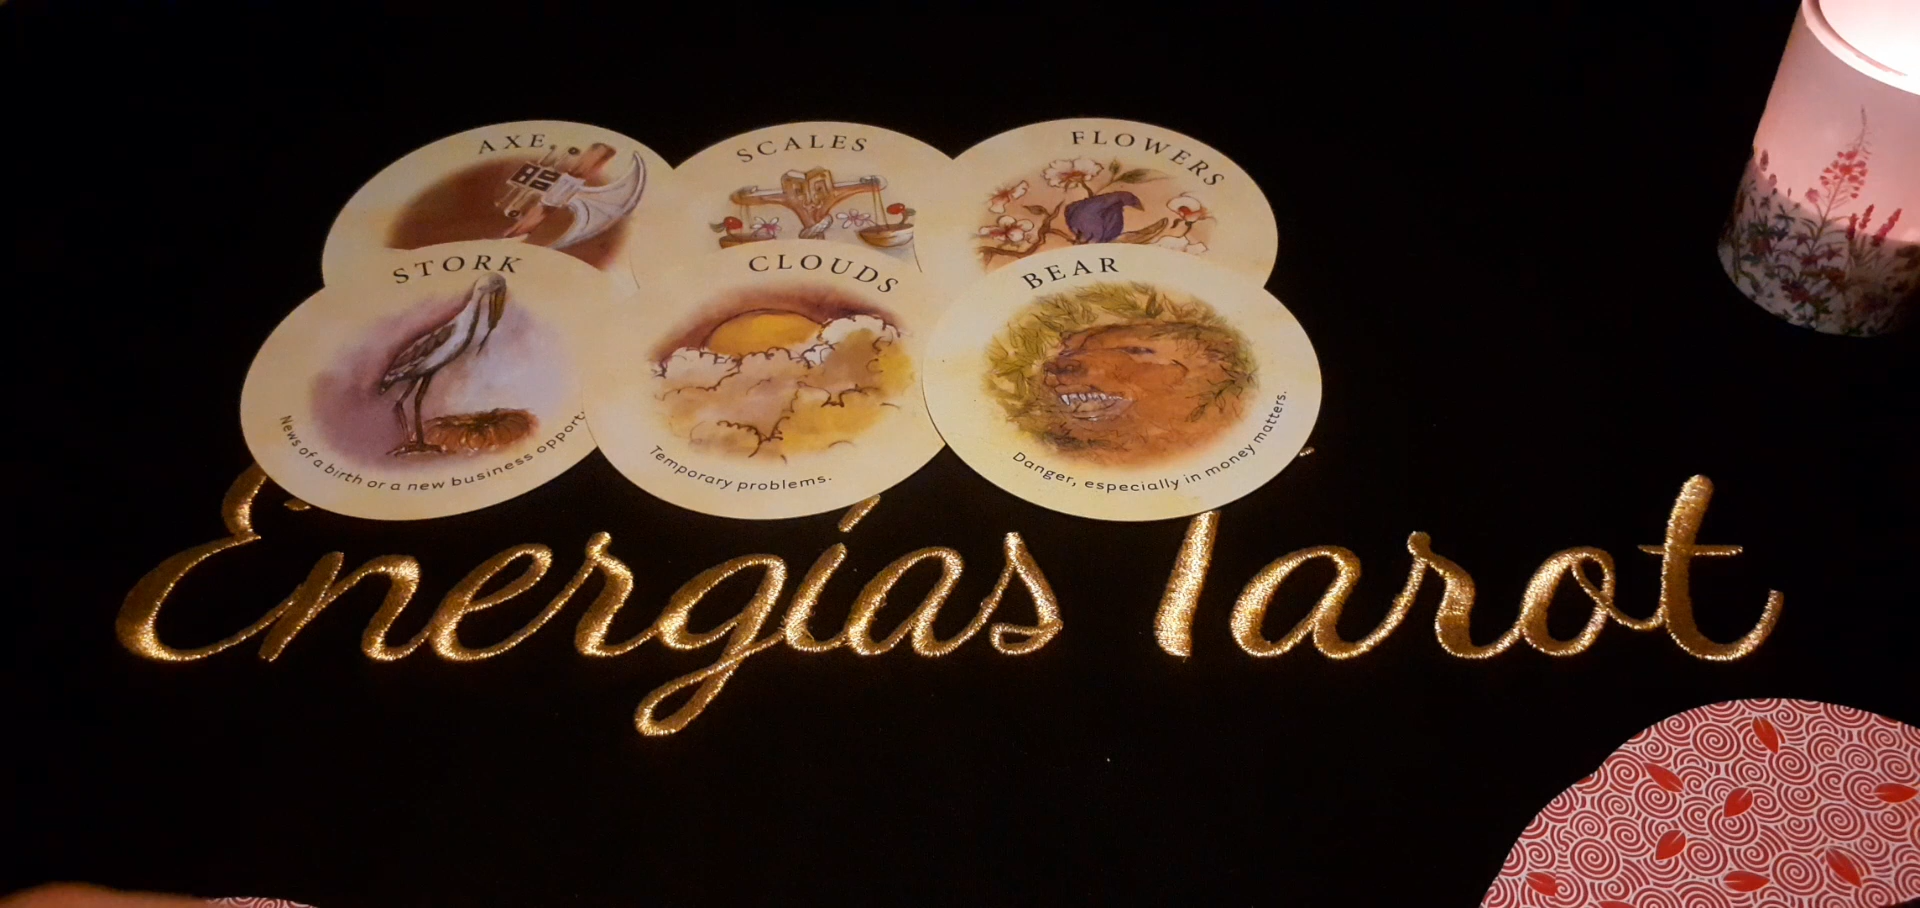 AXE
SCALES
FLOWERS
STORK
News of a birth or a new business opport.
CLOUDS
Temporary problems.
BEAR
Danger, especially in money matters.
Energías Tarot